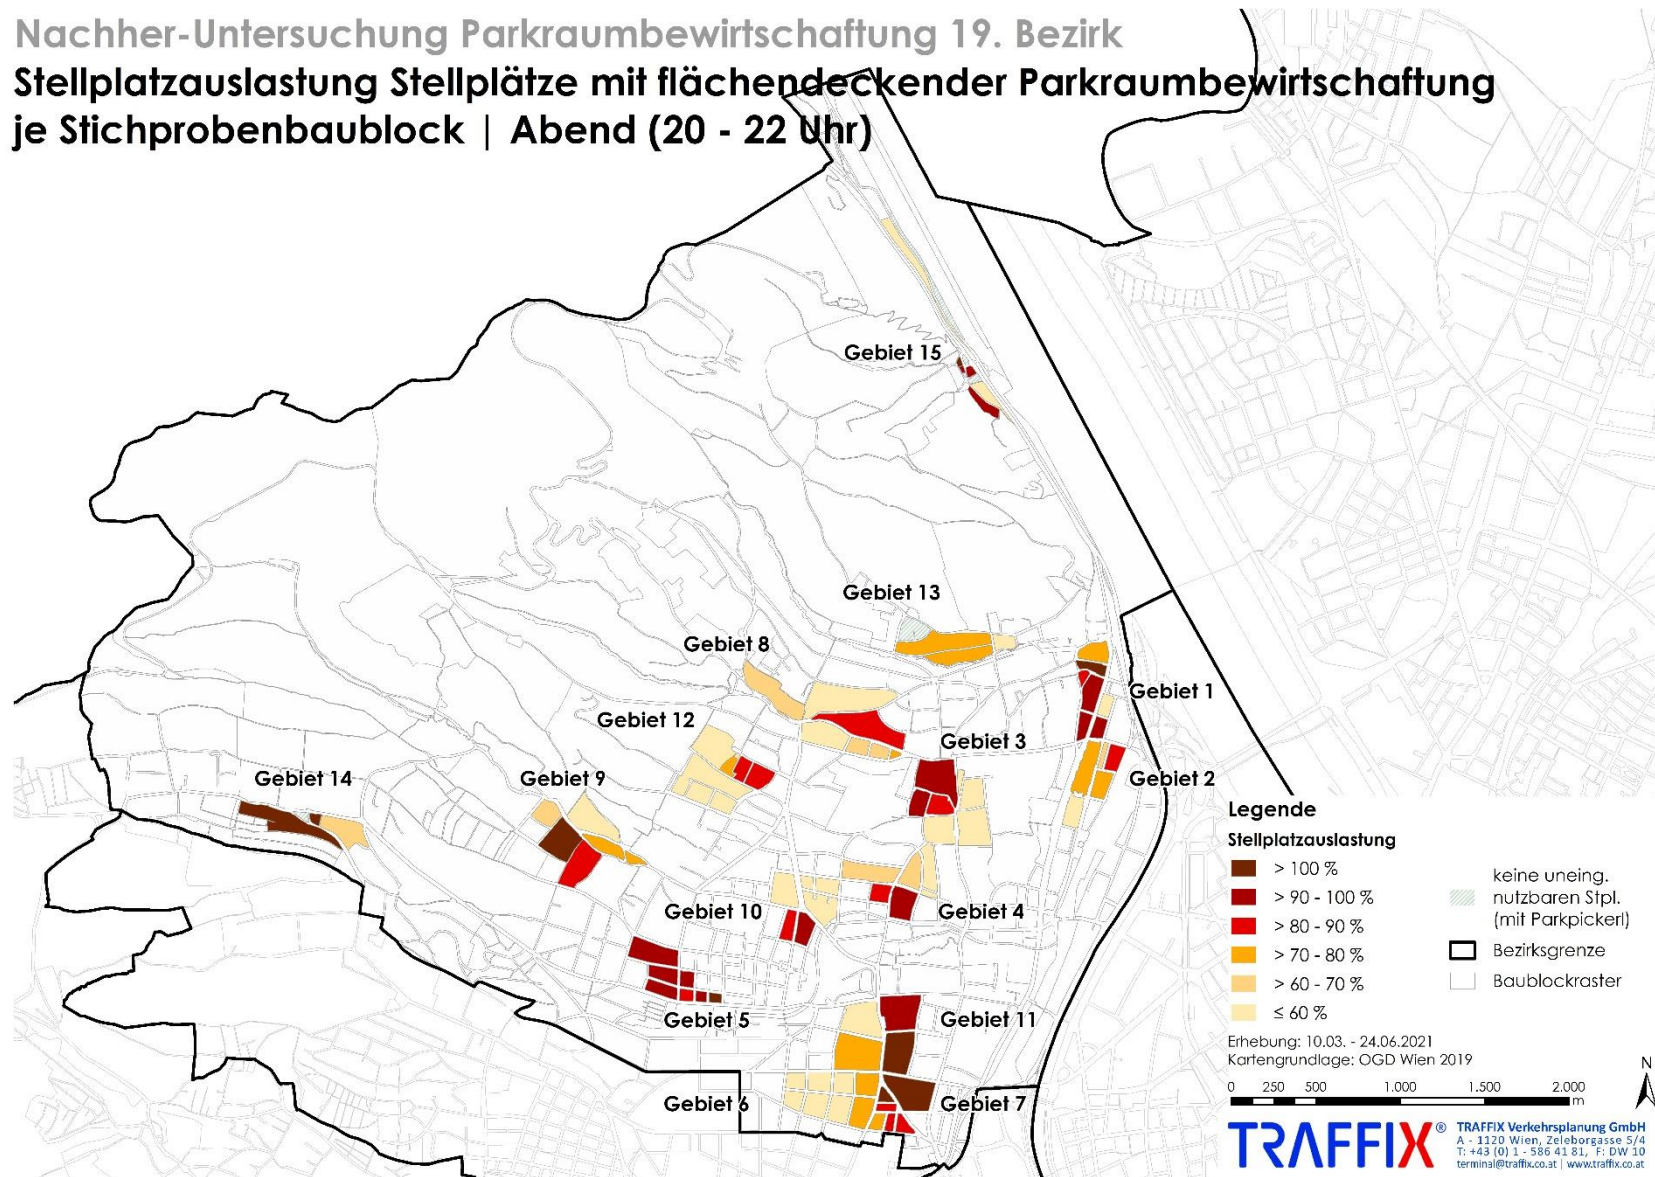 Nachher-Untersuchung Parkraumbewirtschaftung 19. Bezirk
Stellplatzauslastung Stellplätze mit flächendeckender Parkraumbewirtschaftung
je Stichprobenbaublock | Abend (20 - 22 Uhr)
Gebiet 15
Gebiet 13
Gebiet 8
Gebiet 1
Gebiet 12
Gebiet 3
Gebiet 14
Gebiet 9
Gebiet 2
Gebiet 10
Gebiet 4
Gebiet 5
Gebiet 11
Gebiet 6
Gebiet 7
Legende
Stellplatzauslastung
> 100 %
> 90 - 100 %
> 80 - 90 %
> 70 - 80 %
> 60 - 70 %
≤ 60 %
keine uneing.
nutzbaren Stpl.
(mit Parkpickerl)
Bezirksgrenze
Baublockraster
Erhebung: 10.03. - 24.06.2021
Kartengrundlage: OGD Wien 2019
0 250 500 1.000 1.500 2.000
m
N
TRAFFIX®
TRAFFIX Verkehrsplanung GmbH
A - 1120 Wien, Zeleborgasse 5/4
T: +43 (0) 1 - 586 41 81, F: DW 10
terminal@traffix.co.at | www.traffix.co.at